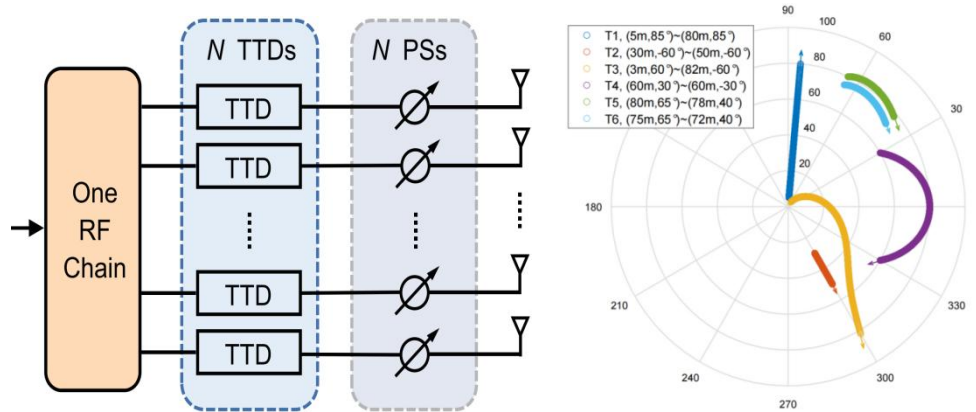 N TTDs
N PSs
One
RF
Chain
TTD
TTD
TTD
TTD
T1, (5m,85°)~(80m,85°)
T2, (30m,-60°)~(50m,-60°)
T3, (3m,60°)~(82m,-60°)
T4, (60m,30°)~(60m,-30°)
T5, (80m,65°)~(78m,40°)
T6, (75m,65°)~(72m,40°)
90
100
80
60
40
20
60
30
180
330
210
300
240
270